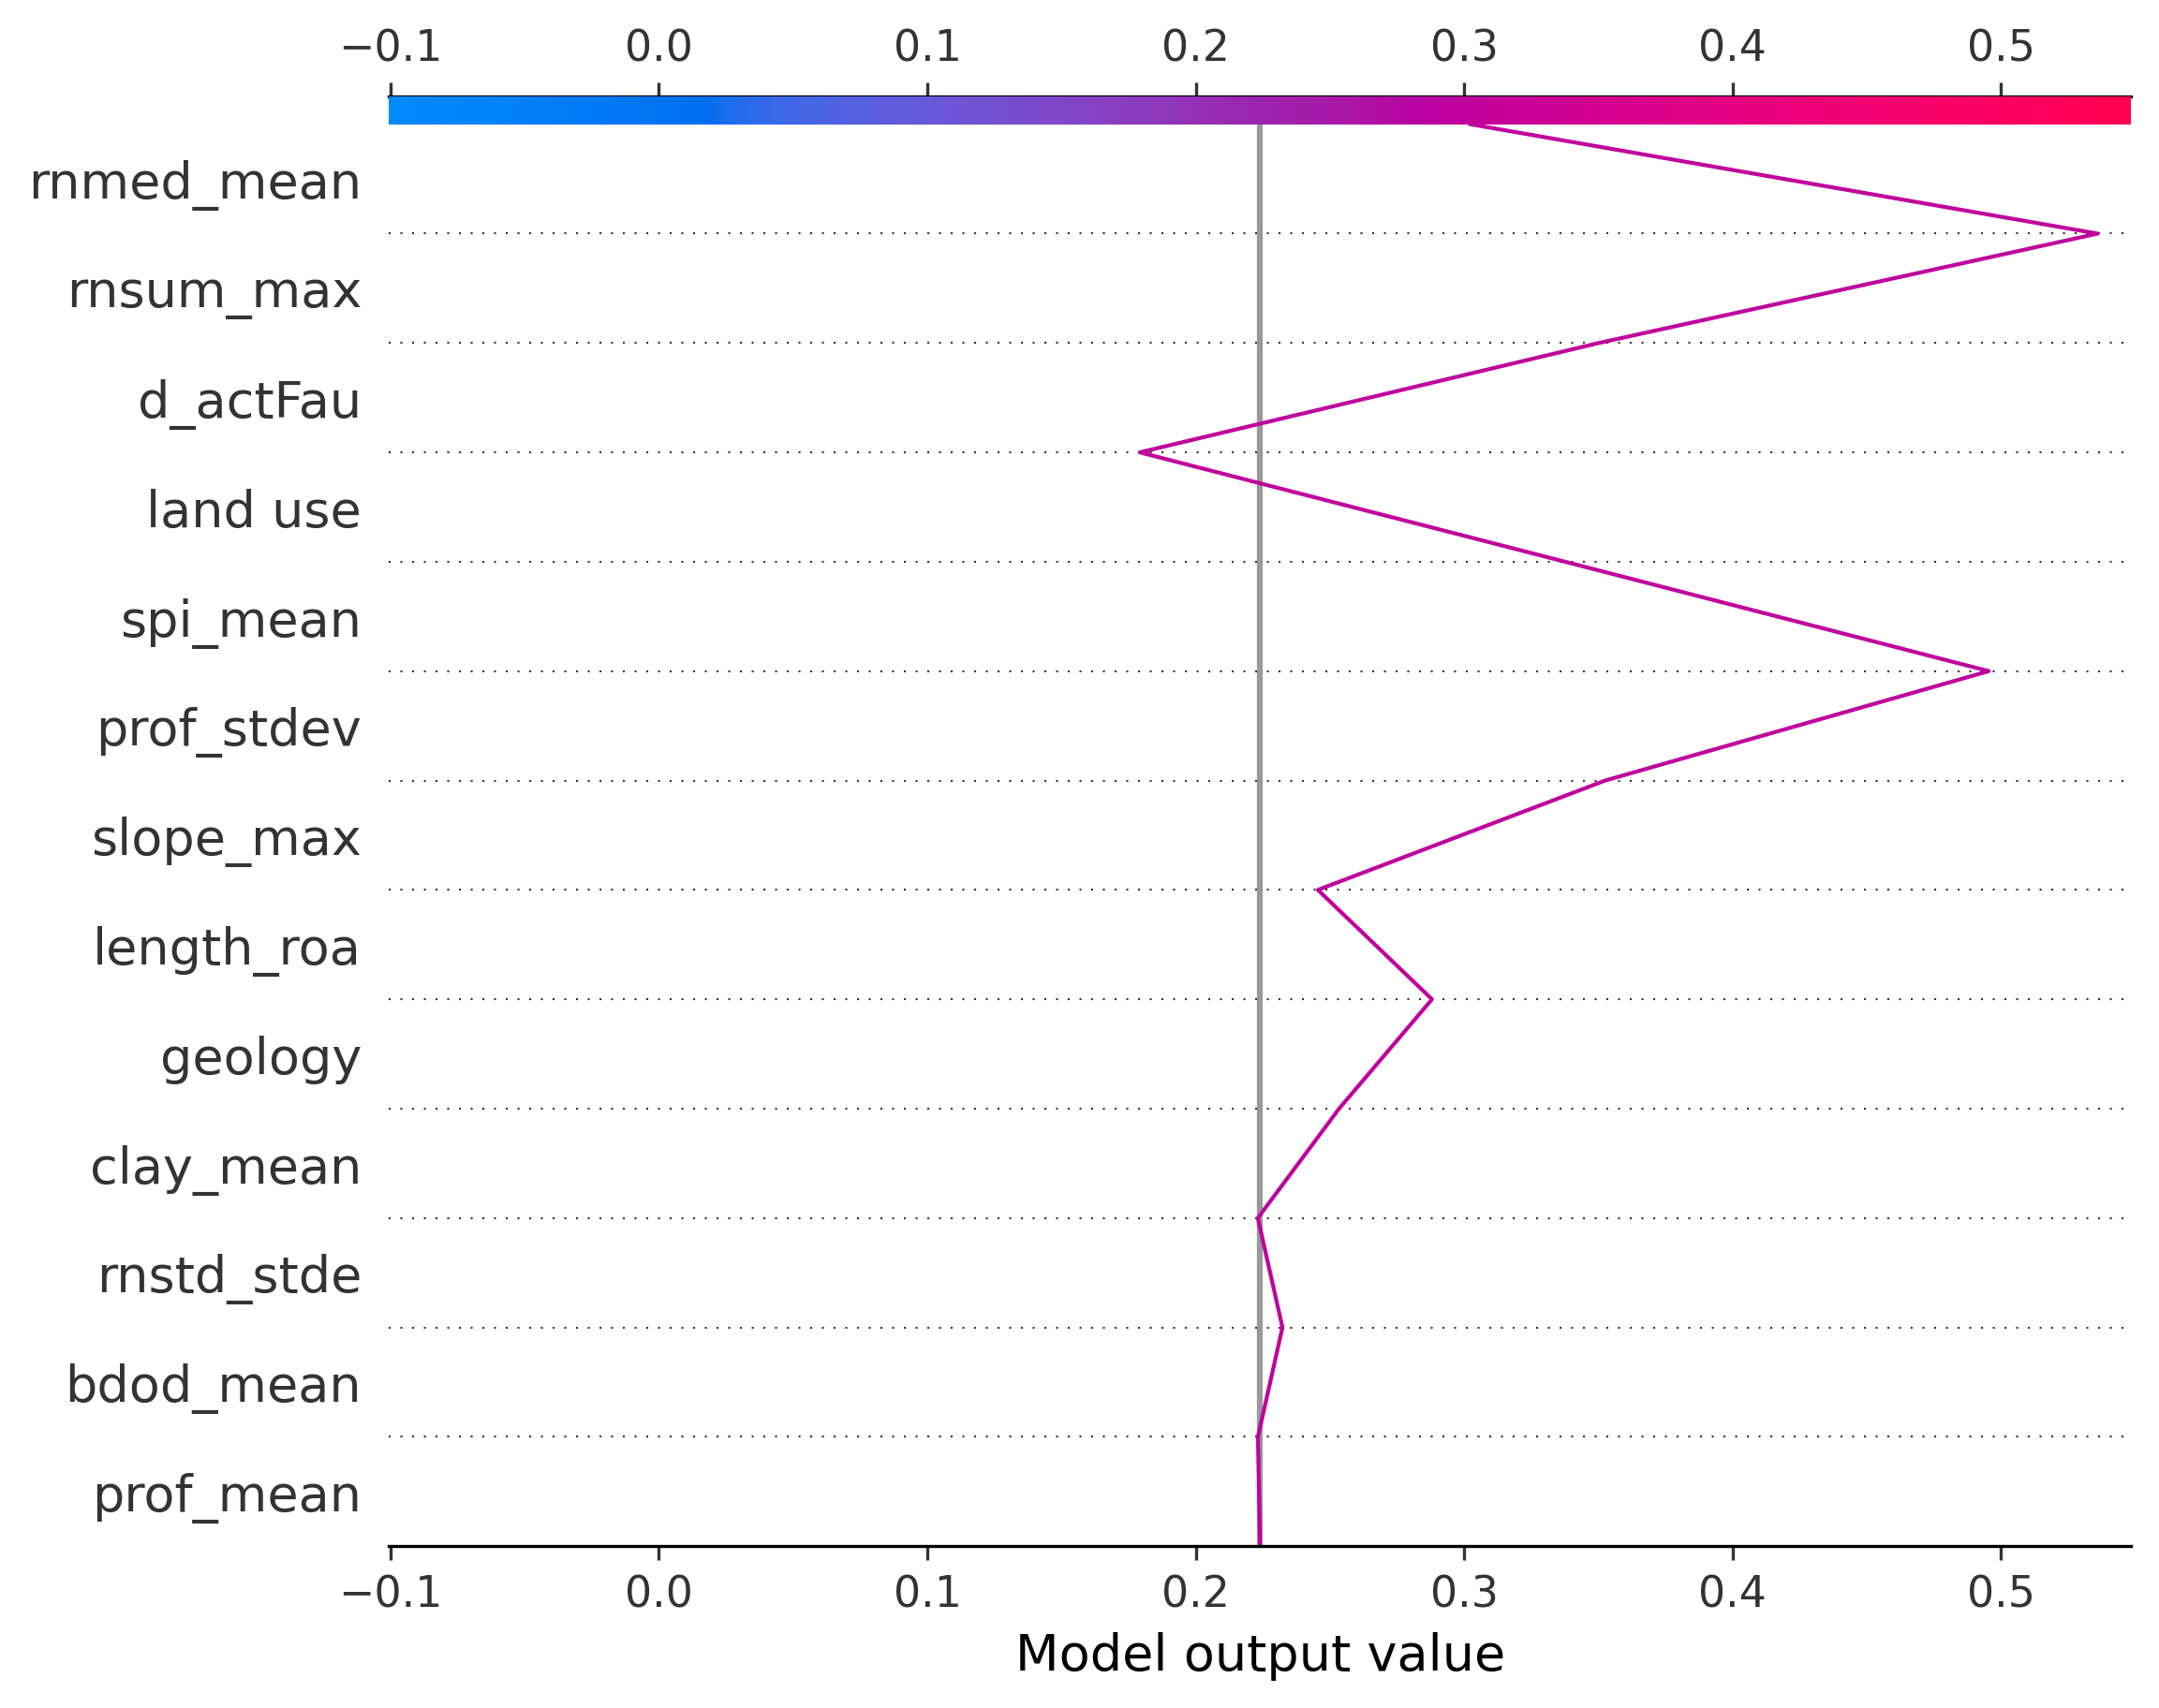 −0.1 0.0 0.1 0.2 0.3 0.4 0.5
rnmed_mean
rnsum_max
d_actFau
land use
spi_mean
prof_stdev
slope_max
length_roa
geology
clay_mean
rnstd_stde
bdod_mean
prof_mean
−0.1 0.0 0.1 0.2 0.3 0.4 0.5
Model output value